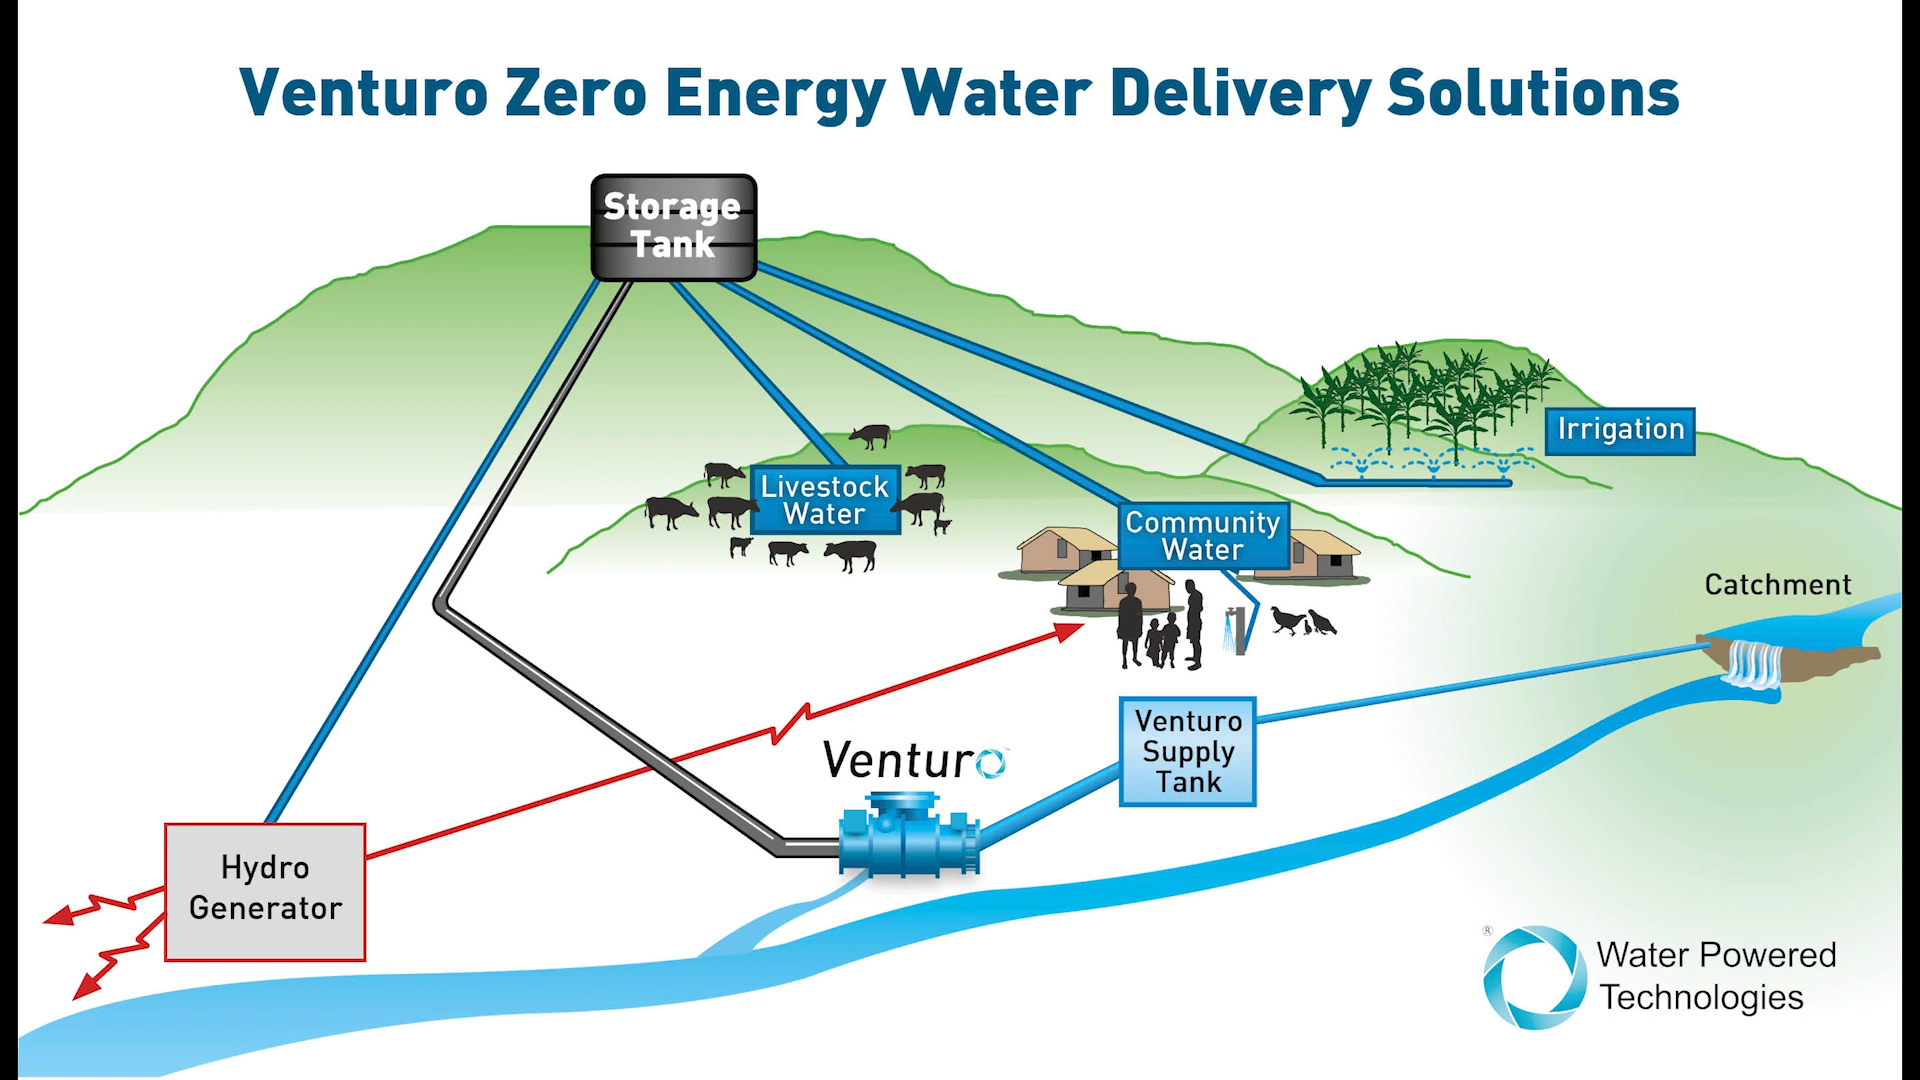 Venturo Zero Energy Water Delivery Solutions
Storage
Tank
Irrigation
Livestock
Water
Community
Water
Catchment
Venturo
Supply
Tank
Venturo™
Hydro
Generator
®
Water Powered
Technologies